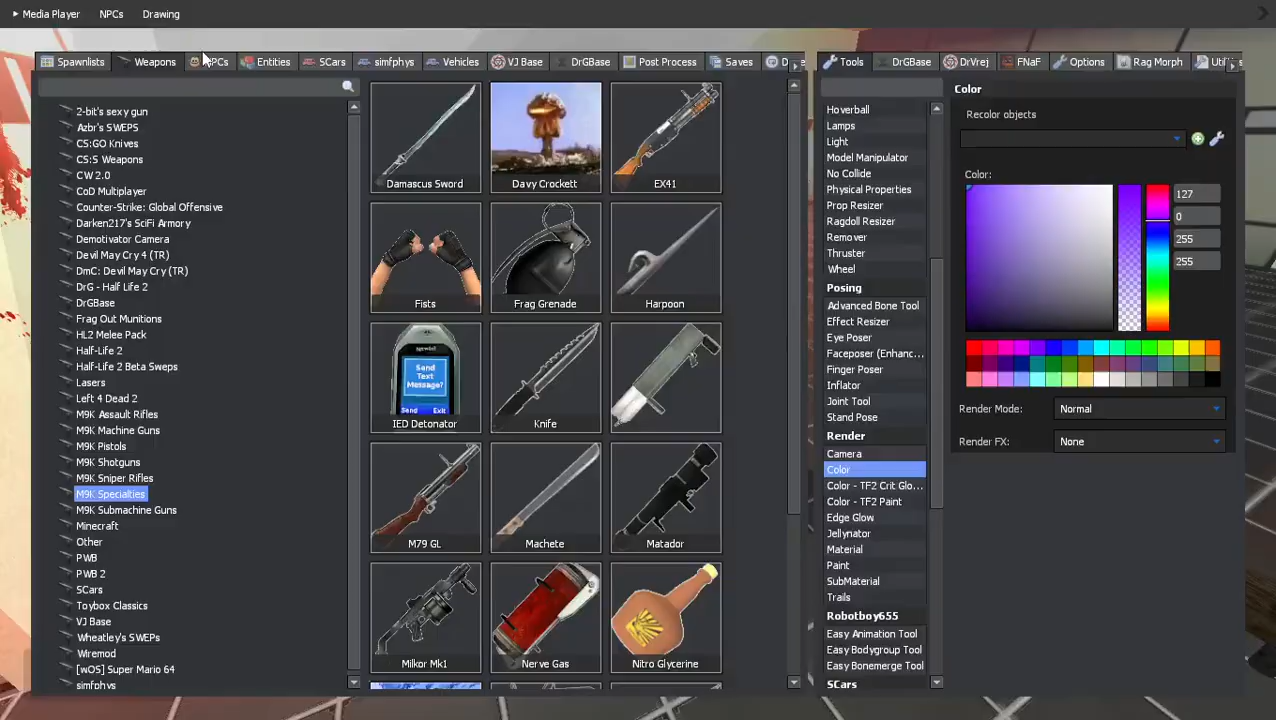 Media Player NPCs Drawing
Spawnlists Weapons NPCs Entities SCars simfphys Vehicles VJ Base DrGBase Post Process Saves
Tools DrGBase DrVrej FNaF Options Rag Morph
2-bit's sexy gun
Azbr's SWEPS
CS:GO Knives
CS:S Weapons
CW 2.0
CoD Multiplayer
Counter-Strike: Global Offensive
Darken217's SciFi Armory
Demotivator Camera
Devil May Cry 4 (TR)
DmC: Devil May Cry (TR)
DrG - Half Life 2
DrGBase
Frag Out Munitions
HL2 Melee Pack
Half-Life 2
Half-Life 2 Beta Sweps
Lasers
Left 4 Dead 2
M9K Assault Rifles
M9K Machine Guns
M9K Pistols
M9K Shotguns
M9K Sniper Rifles
M9K Specialties
M9K Submachine Guns
Minecraft
Other
PWB
PWB 2
SCars
Toybox Classics
VJ Base
Wheatley's SWEPs
Wiremod
[wOS] Super Mario 64
simfphys
Damascus Sword
Davy Crockett
EX41
Fists
Frag Grenade
Harpoon
Send
Text
Message?
Send Exit
IED Detonator
Knife
M79 GL
Machete
Matador
Milkor Mk1
Nerve Gas
Nitro Glycerine
Hoverball
Lamps
Light
Model Manipulator
No Collide
Physical Properties
Prop Resizer
Ragdoll Resizer
Remover
Thruster
Wheel
Posing
Advanced Bone Tool
Effect Resizer
Eye Poser
Faceposer (Enhanc...
Finger Poser
Inflator
Joint Tool
Stand Pose
Render
Camera
Color
Color - TF2 Crit Glo...
Color - TF2 Paint
Edge Glow
Jellynator
Material
Paint
SubMaterial
Trails
Robotboy655
Easy Animation Tool
Easy Bodygroup Tool
Easy Bonemerge Tool
SCars
Color
Recolor objects
Color:
127
0
255
255
Render Mode: Normal
Render FX: None